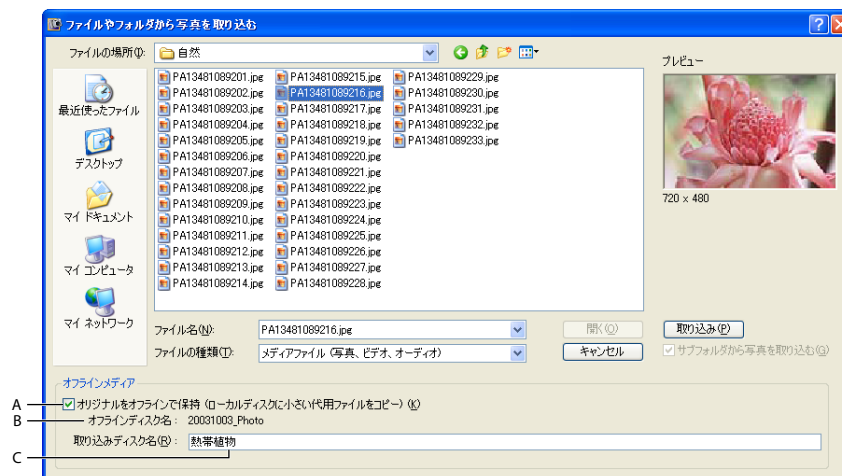 ファイルやフォルダから写真を取り込む
ファイルの場所(I):
自然
プレビュー
最近使ったファイル
デスクトップ
マイ ドキュメント
マイ コンピュータ
マイ ネットワーク
PA13481089201.jpg
PA13481089202.jpg
PA13481089203.jpg
PA13481089204.jpg
PA13481089205.jpg
PA13481089206.jpg
PA13481089207.jpg
PA13481089208.jpg
PA13481089209.jpg
PA13481089210.jpg
PA13481089211.jpg
PA13481089212.jpg
PA13481089213.jpg
PA13481089214.jpg
PA13481089215.jpg
PA13481089216.jpg
PA13481089217.jpg
PA13481089218.jpg
PA13481089219.jpg
PA13481089220.jpg
PA13481089221.jpg
PA13481089222.jpg
PA13481089223.jpg
PA13481089224.jpg
PA13481089225.jpg
PA13481089226.jpg
PA13481089227.jpg
PA13481089228.jpg
PA13481089229.jpg
PA13481089230.jpg
PA13481089231.jpg
PA13481089232.jpg
PA13481089233.jpg
720 x 480
ファイル名(N):
PA13481089216.jpg
開く(O)
取り込み(P)
ファイルの種類(T):
メディアファイル (写真、ビデオ、オーディオ)
キャンセル
サブフォルダから写真を取り込む(G)
オフラインメディア
A
オリジナルをオフラインで保持 (ローカルディスクに小さい代用ファイルをコピー) (K)
B
オフラインディスク名 : 20031003_Photo
取り込みディスク名(R) : 熱帯植物
C